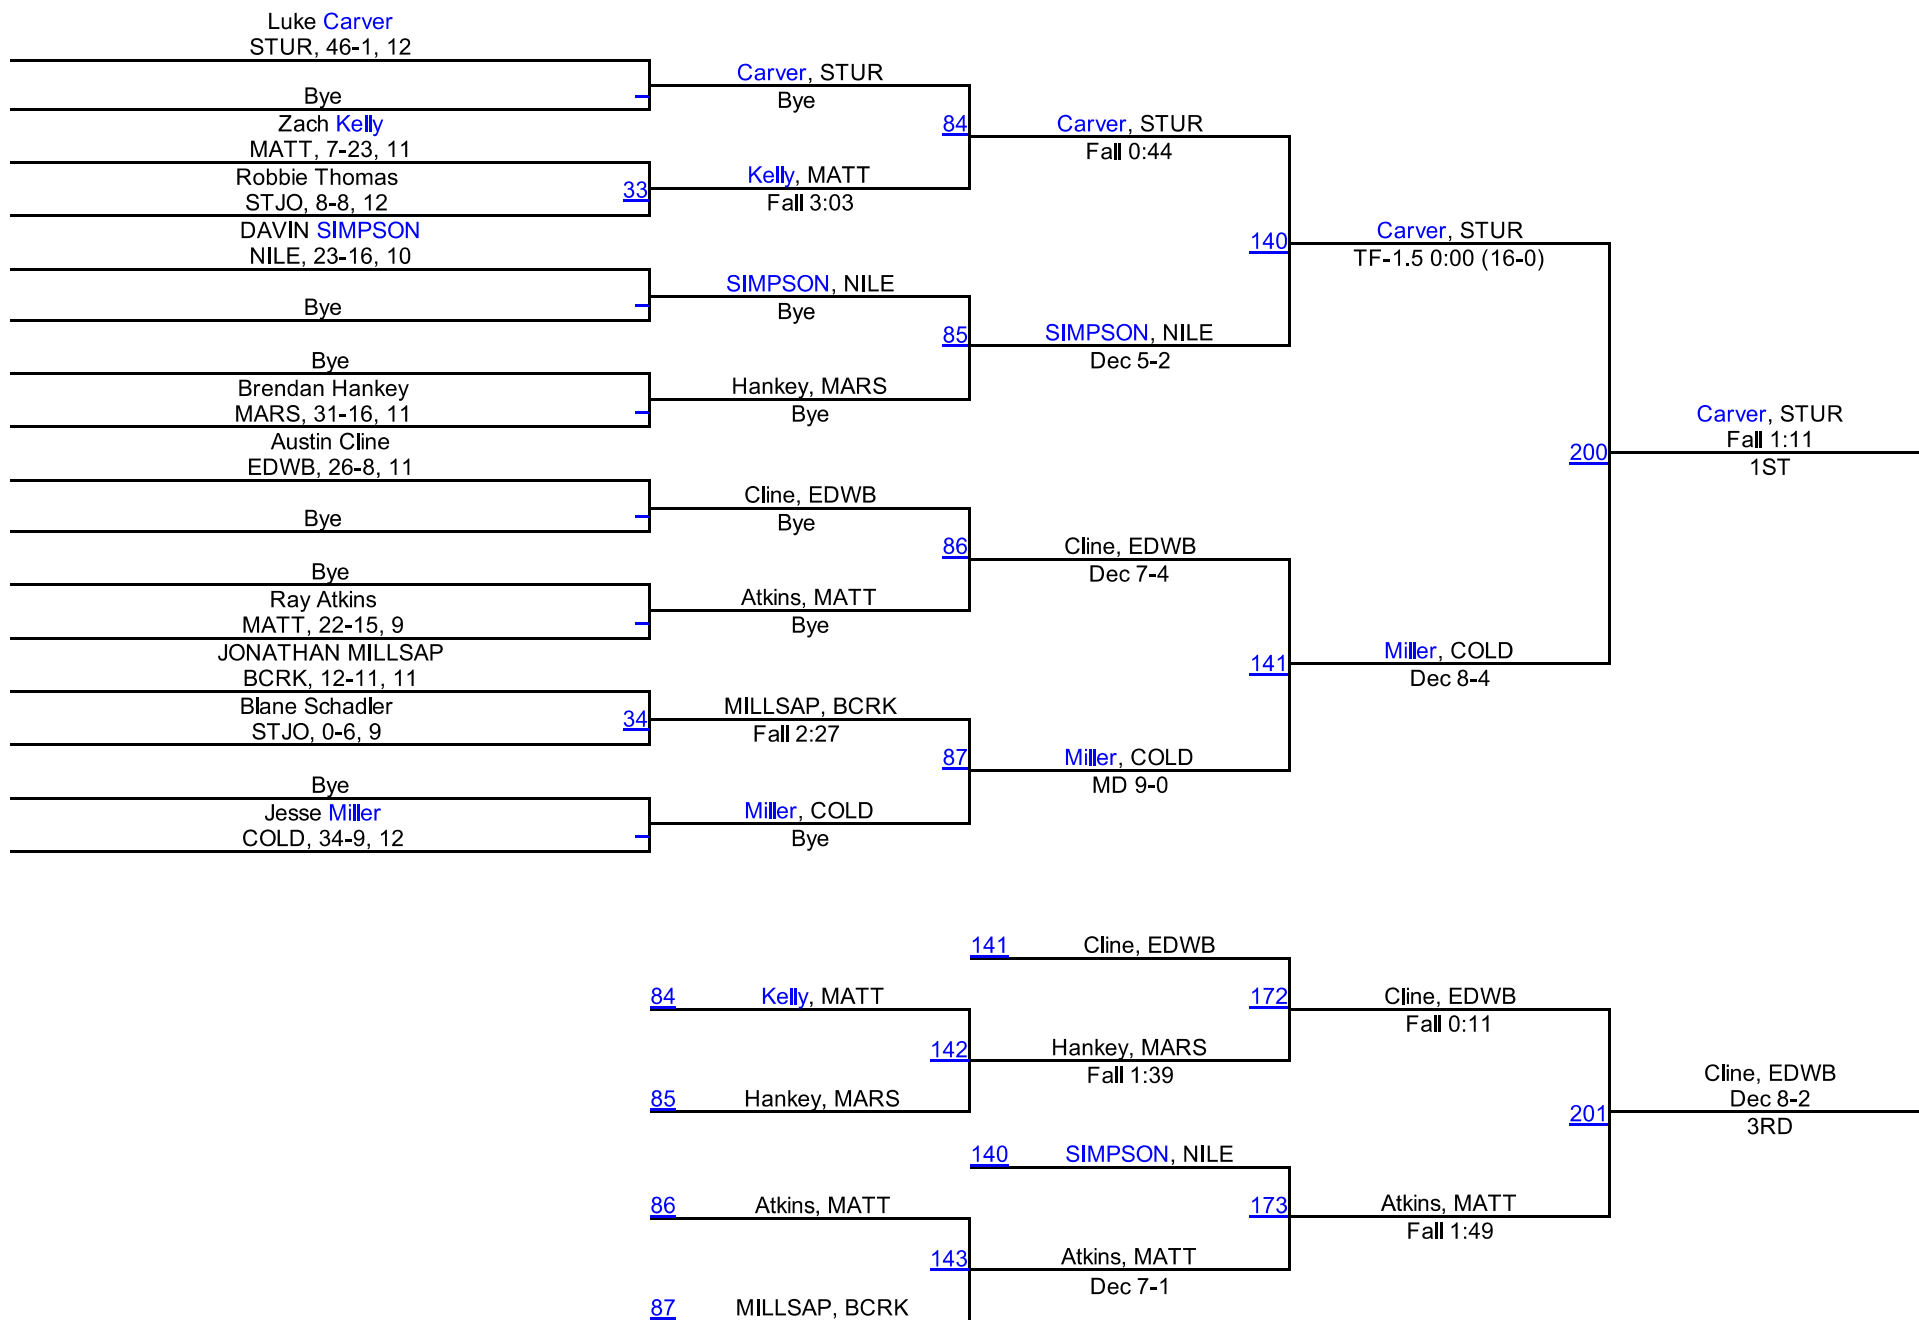 Luke Carver
STUR, 46-1, 12
Bye
Zach Kelly
MATT, 7-23, 11
Robbie Thomas
STJO, 8-8, 12
33
DAVIN SIMPSON
NILE, 23-16, 10
Bye
Bye
Brendan Hankey
MARS, 31-16, 11
Austin Cline
EDWB, 26-8, 11
Bye
Bye
Ray Atkins
MATT, 22-15, 9
JONATHAN MILLSAP
BCRK, 12-11, 11
Blane Schadler
STJO, 0-6, 9
34
Bye
Jesse Miller
COLD, 34-9, 12
Carver, STUR
Bye
84
Kelly, MATT
Fall 3:03
SIMPSON, NILE
Bye
85
Hankey, MARS
Bye
Cline, EDWB
Bye
86
Atkins, MATT
Bye
MILLSAP, BCRK
Fall 2:27
87
Miller, COLD
Bye
Carver, STUR
Fall 0:44
140
SIMPSON, NILE
Dec 5-2
Cline, EDWB
Dec 7-4
141
Miller, COLD
MD 9-0
Carver, STUR
TF-1.5 0:00 (16-0)
200
Miller, COLD
Dec 8-4
Carver, STUR
Fall 1:11
1ST
84 Kelly, MATT
142
85 Hankey, MARS
86 Atkins, MATT
143
87 MILLSAP, BCRK
141 Cline, EDWB
172
Hankey, MARS
Fall 1:39
140 SIMPSON, NILE
173
Atkins, MATT
Dec 7-1
Cline, EDWB
Fall 0:11
201
Atkins, MATT
Fall 1:49
Cline, EDWB
Dec 8-2
3RD